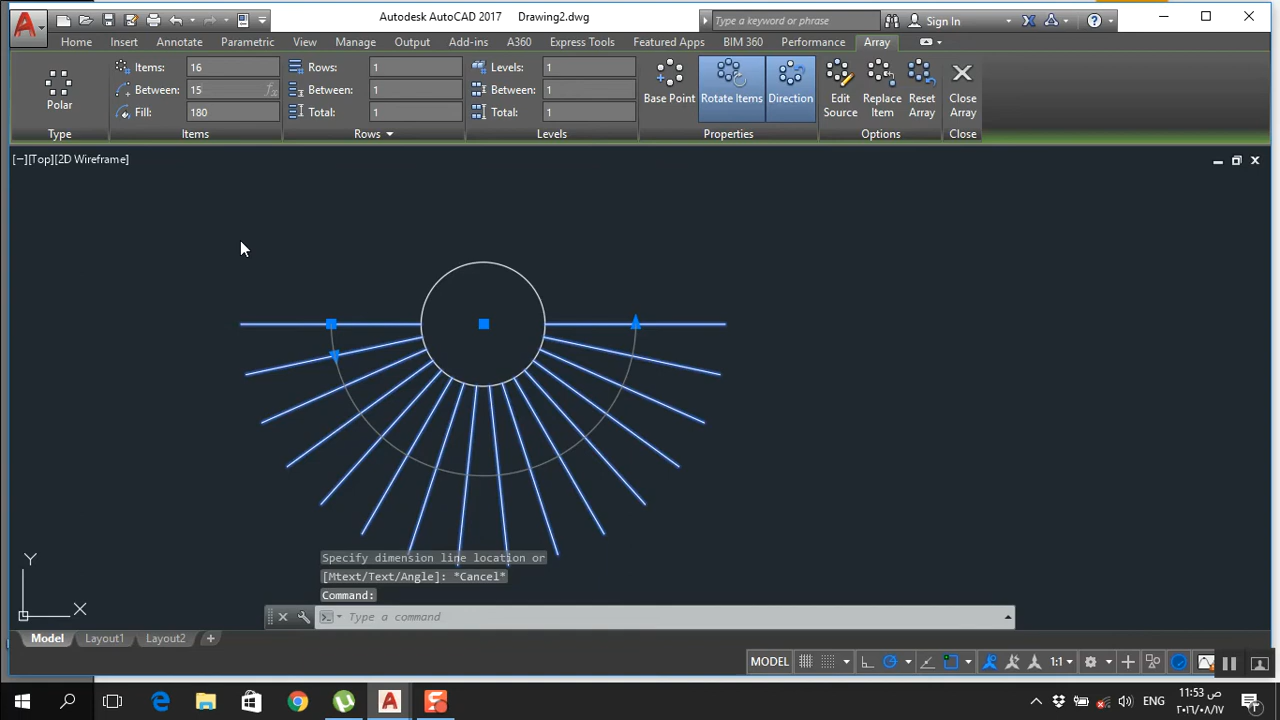 Autodesk AutoCAD 2017 Drawing2.dwg
Type a keyword or phrase
Sign In
Home Insert Annotate Parametric View Manage Output Add-ins A360 Express Tools Featured Apps BIM 360 Performance Array
Polar
Type
Items: 16
Between: 15
Fill: 180
Items
Rows: 1
Between: 1
Total: 1
Rows
Levels: 1
Between: 1
Total: 1
Levels
Base Point
Rotate Items
Direction
Properties
Edit Source
Replace Item
Reset Array
Options
Close Array
Close
[−][Top][2D Wireframe]
Y
X
Specify dimension line location or
[Mtext/Text/Angle]: *Cancel*
Command:
Type a command
Model Layout1 Layout2 +
MODEL
1:1
ENG
11:53 ص
٢٠١٦/٠٨/١٧